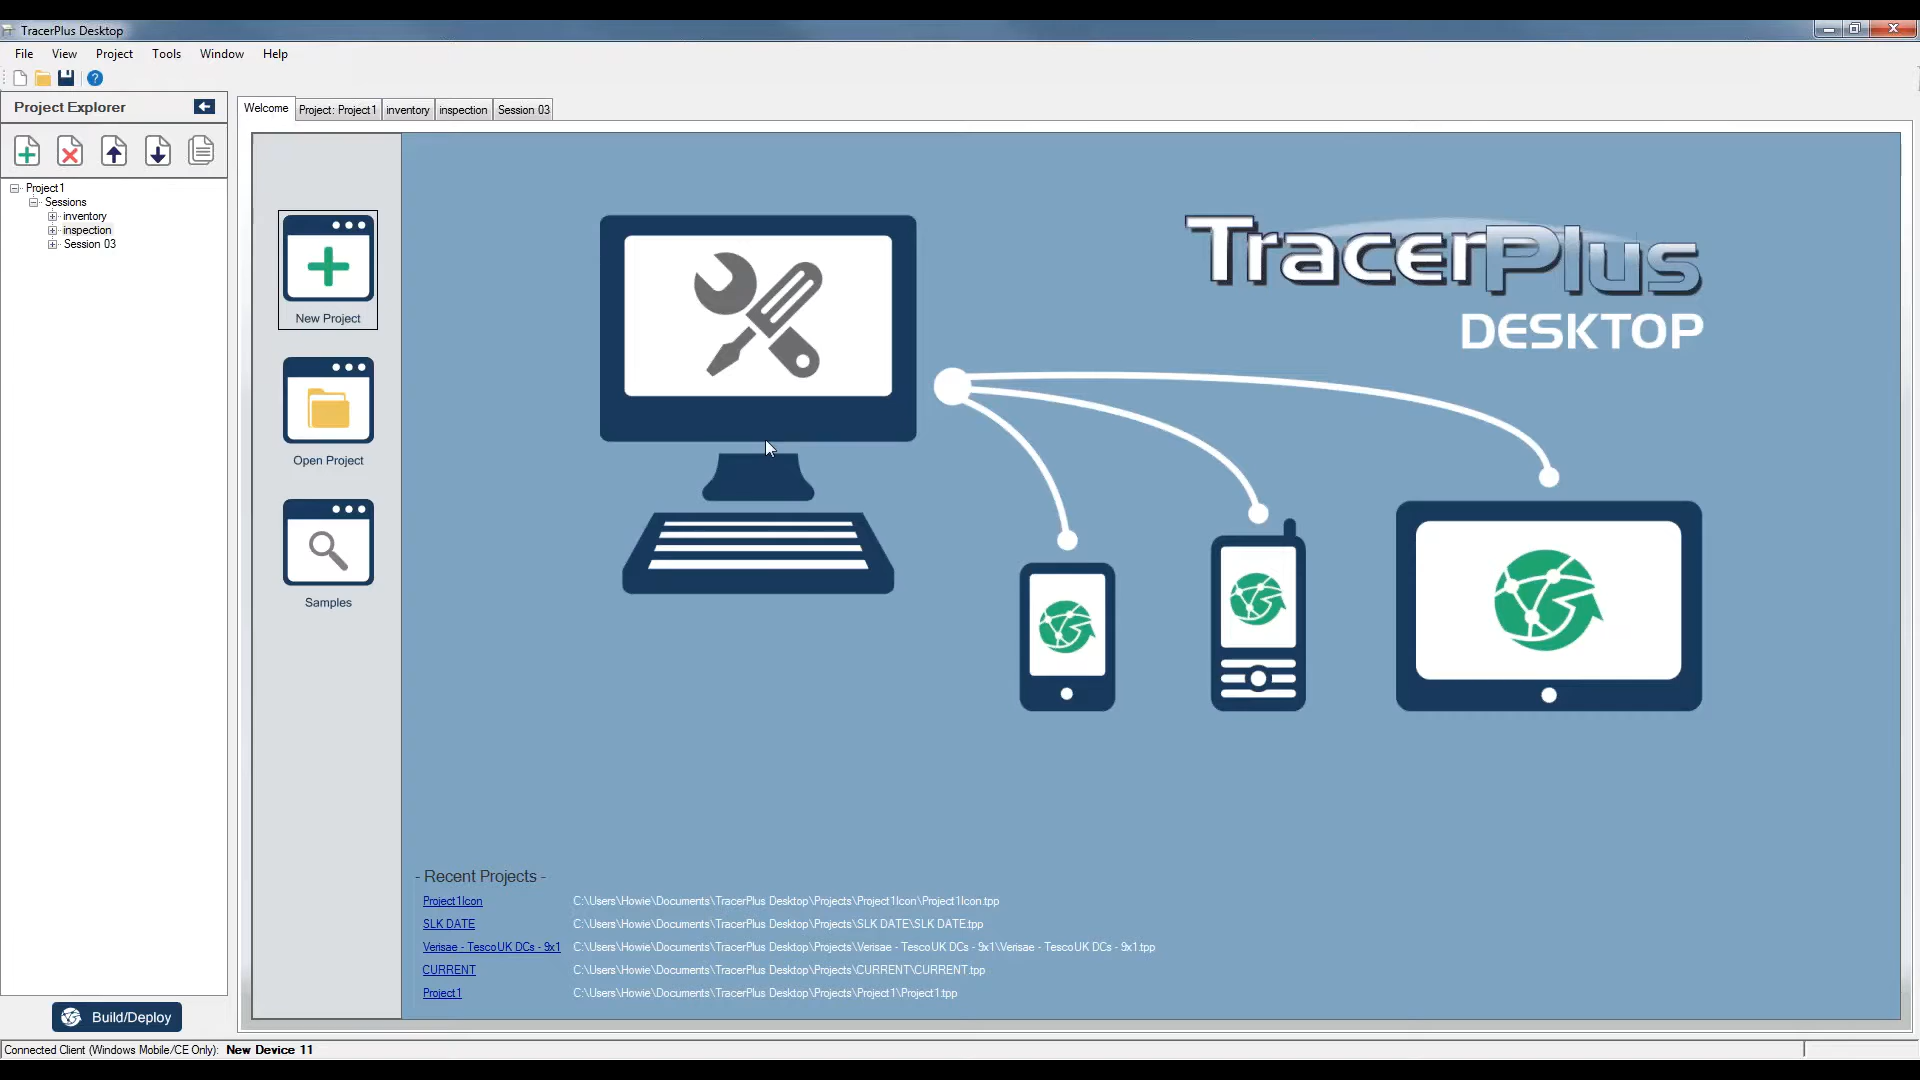 TracerPlus Desktop
File View Project Tools Window Help
Project Explorer
Welcome Project: Project1 inventory inspection Session 03
Project1
Sessions
inventory
inspection
Session 03
New Project
Open Project
Samples
TracerPlus
DESKTOP
- Recent Projects -
Project1Icon C:\Users\Howie\Documents\TracerPlus Desktop\Projects\Project1Icon\Project1Icon.tpp
SLK DATE C:\Users\Howie\Documents\TracerPlus Desktop\Projects\SLK DATE\SLK DATE.tpp
Verisae - TescoUK DCs - 9x1 C:\Users\Howie\Documents\TracerPlus Desktop\Projects\Verisae - TescoUK DCs - 9x1\Verisae - TescoUK DCs - 9x1.tpp
CURRENT C:\Users\Howie\Documents\TracerPlus Desktop\Projects\CURRENT\CURRENT.tpp
Project1 C:\Users\Howie\Documents\TracerPlus Desktop\Projects\Project1\Project1.tpp
Build/Deploy
Connected Client (Windows Mobile/CE Only): New Device 11